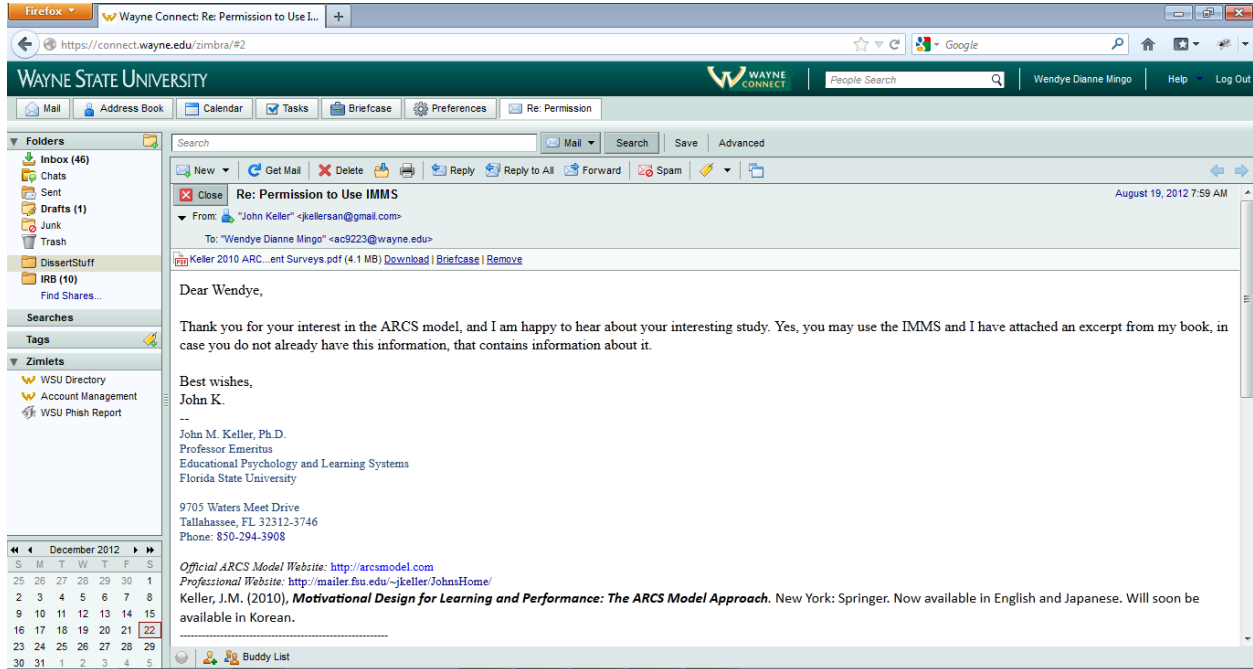 Firefox
Wayne Connect: Re: Permission to Use I...
https://connect.wayne.edu/zimbra/#2
Google
WAYNE STATE UNIVERSITY
WAYNE CONNECT
People Search
Wendye Dianne Mingo
Help
Log Out
Mail Address Book Calendar Tasks Briefcase Preferences Re: Permission
Folders
Inbox (46)
Chats
Sent
Drafts (1)
Junk
Trash
DissertStuff
IRB (10)
Find Shares...
Searches
Tags
Zimlets
WSU Directory
Account Management
WSU Phish Report
December 2012
S M T W T F S
25 26 27 28 29 30 1
2 3 4 5 6 7 8
9 10 11 12 13 14 15
16 17 18 19 20 21 22
23 24 25 26 27 28 29
30 31 1 2 3 4 5
Search Mail Search Save Advanced
New Get Mail Delete Reply Reply to All Forward Spam
Close Re: Permission to Use IMMS August 19, 2012 7:59 AM
From: "John Keller" <jkellersan@gmail.com>
To: "Wendye Dianne Mingo" <ac9223@wayne.edu>
PDF Keller 2010 ARC...ent Surveys.pdf (4.1 MB) Download | Briefcase | Remove
Dear Wendye,
Thank you for your interest in the ARCS model, and I am happy to hear about your interesting study. Yes, you may use the IMMS and I have attached an excerpt from my book, in
case you do not already have this information, that contains information about it.
Best wishes,
John K.
--
John M. Keller, Ph.D.
Professor Emeritus
Educational Psychology and Learning Systems
Florida State University
9705 Waters Meet Drive
Tallahassee, FL 32312-3746
Phone: 850-294-3908
Official ARCS Model Website: http://arcsmodel.com
Professional Website: http://mailer.fsu.edu/~jkeller/JohnsHome/
Keller, J.M. (2010), Motivational Design for Learning and Performance: The ARCS Model Approach. New York: Springer. Now available in English and Japanese. Will soon be
available in Korean.
--------------------------------------------------------
Buddy List